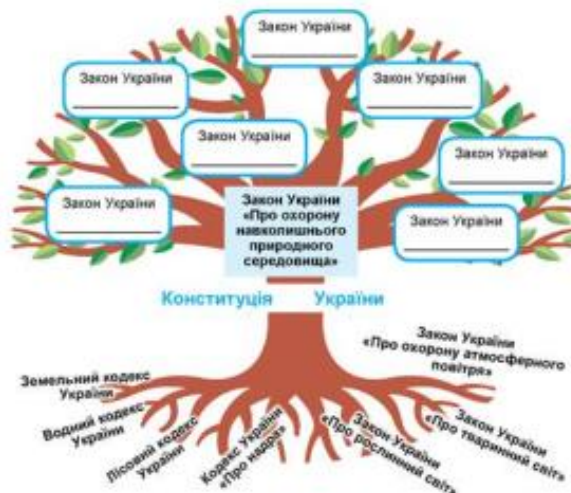 Закон України
Закон України
Закон України
Закон України
Закон України
Закон України
Закон України
Закон України
«Про охорону
навколишнього
природного
середовища»
Конституція України
Земельний кодекс
України
Водний кодекс
України
Лісовий кодекс
України
Кодекс України
«Про надра»
Закон України
«Про рослинний світ»
Закон України
«Про тваринний світ»
Закон України
«Про охорону атмосферного
повітря»